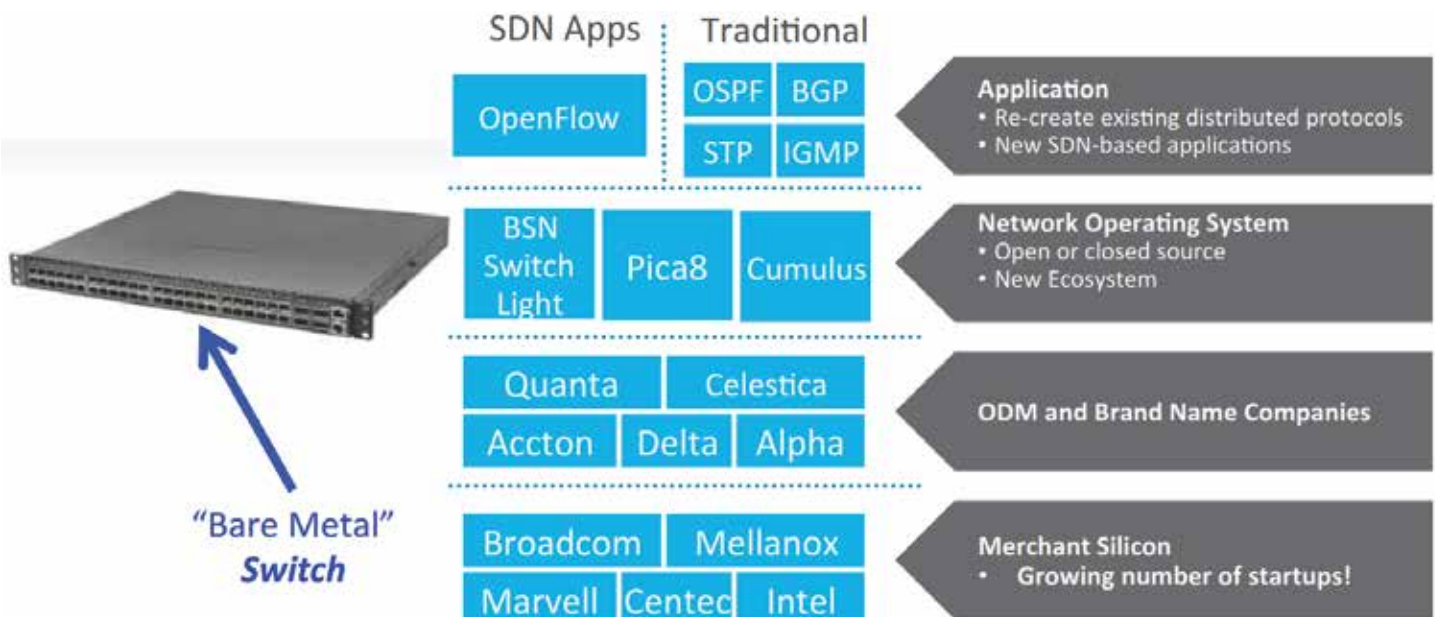 SDN Apps
Traditional
OpenFlow
OSPF
BGP
STP
IGMP
Application
• Re-create existing distributed protocols
• New SDN-based applications
BSN
Switch
Light
Pica8
Cumulus
Network Operating System
• Open or closed source
• New Ecosystem
Quanta
Celestica
Accton
Delta
Alpha
ODM and Brand Name Companies
"Bare Metal"
Switch
Broadcom
Mellanox
Marvell
Centec
Intel
Merchant Silicon
• Growing number of startups!